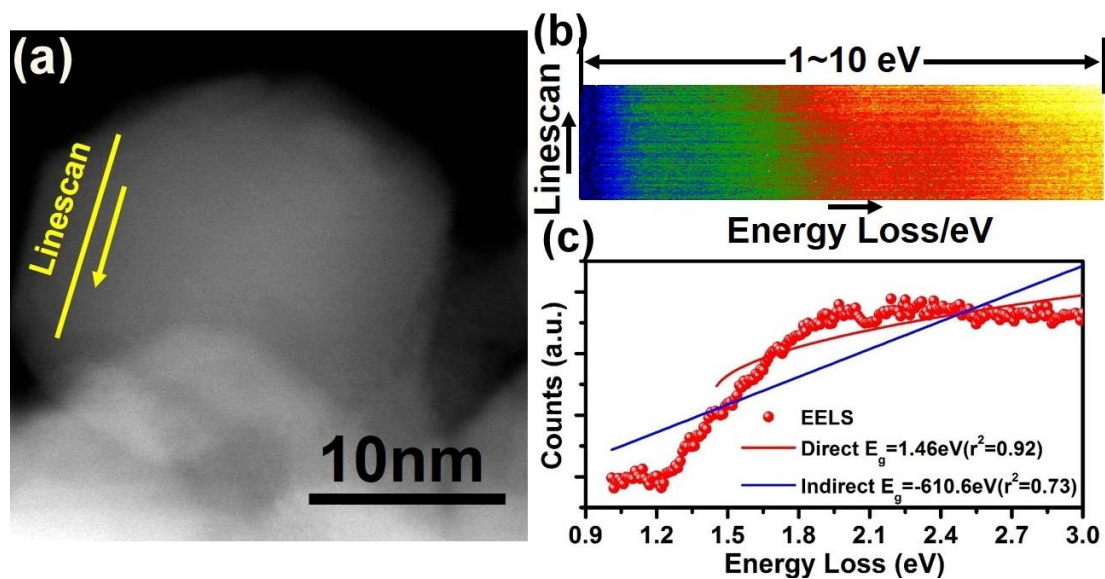 (a)
Linescan
10nm
(b)
1~10 eV
Linescan
Energy Loss/eV
(c)
Counts (a.u.)
EELS
Direct E_g=1.46eV(r²=0.92)
Indirect E_g=-610.6eV(r²=0.73)
0.9 1.2 1.5 1.8 2.1 2.4 2.7 3.0
Energy Loss (eV)